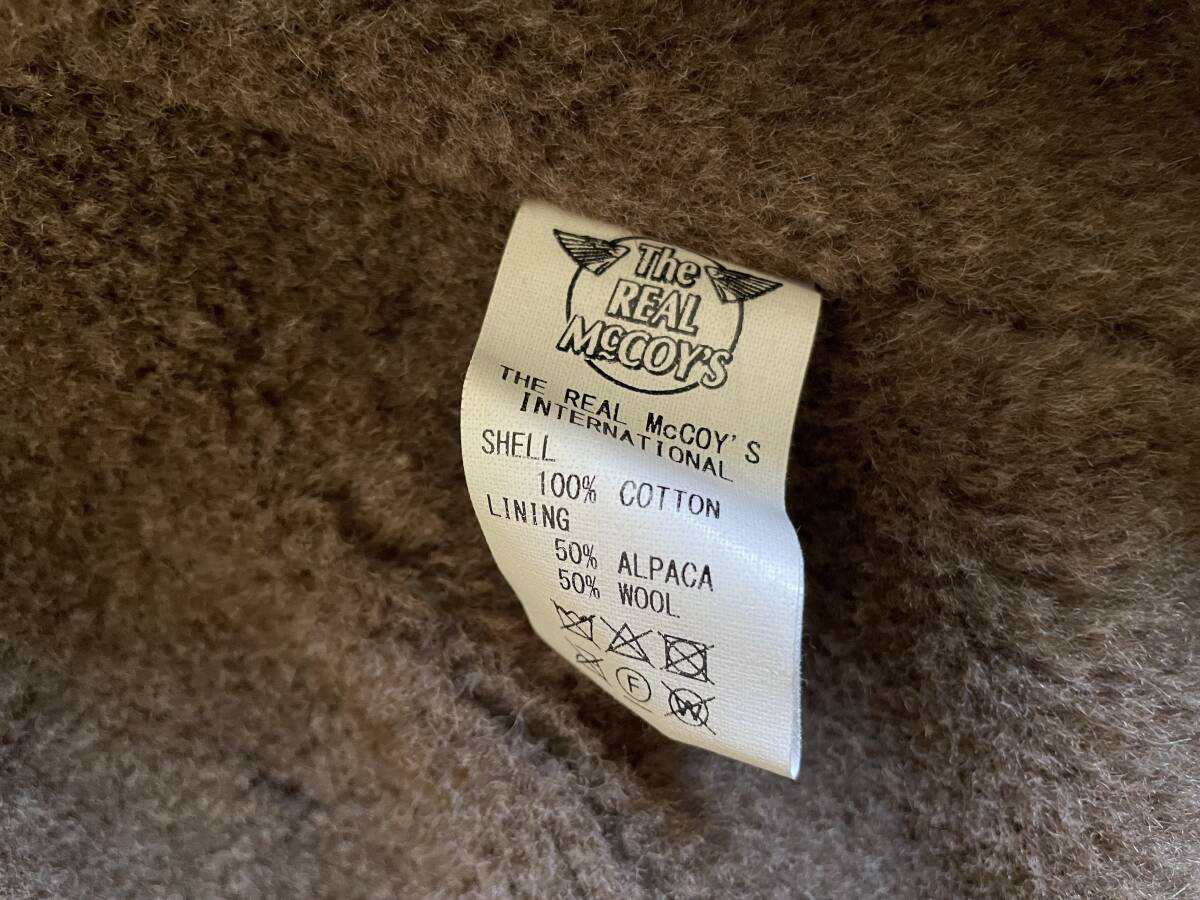 The
REAL
McCOY'S
THE REAL McCOY'S
INTERNATIONAL
SHELL
100% COTTON
LINING
50% ALPACA
50% WOOL
F
W